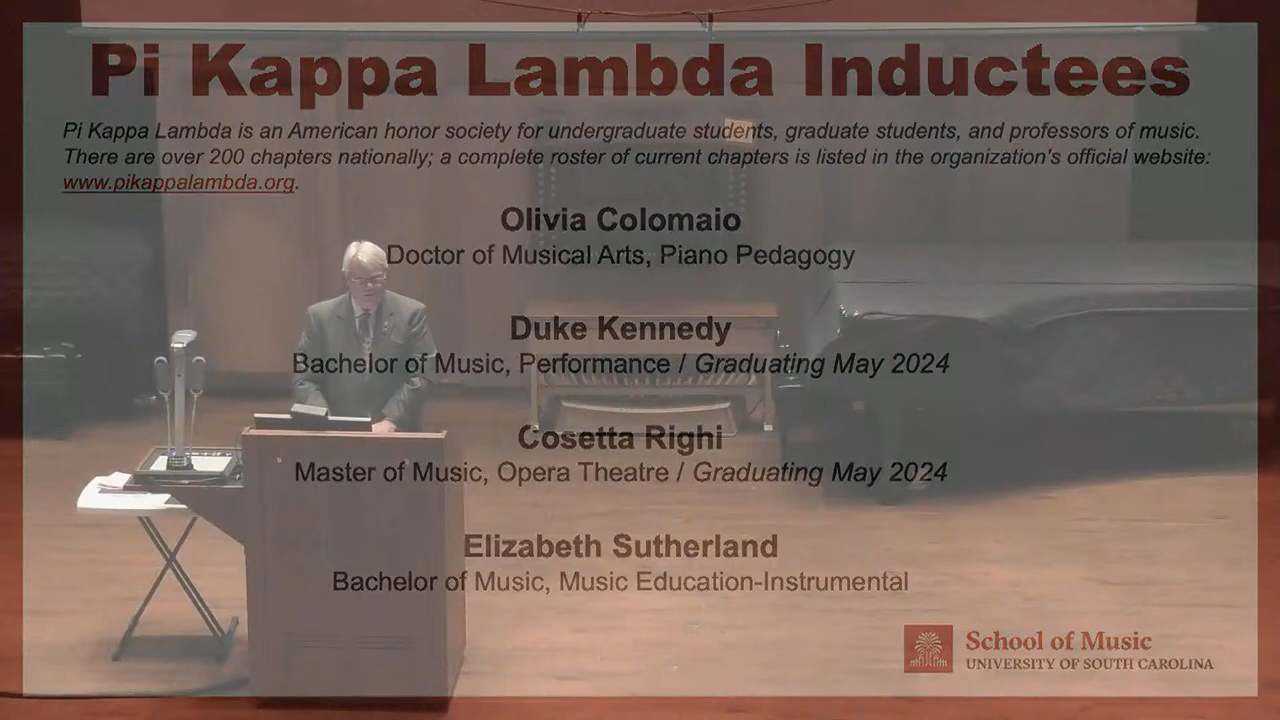 Pi Kappa Lambda Inductees
Pi Kappa Lambda is an American honor society for undergraduate students, graduate students, and professors of music.
There are over 200 chapters nationally; a complete roster of current chapters is listed in the organization's official website:
www.pikappalambda.org.
Olivia Colomaio
Doctor of Musical Arts, Piano Pedagogy
Duke Kennedy
Bachelor of Music, Performance / Graduating May 2024
Cosetta Righi
Master of Music, Opera Theatre / Graduating May 2024
Elizabeth Sutherland
Bachelor of Music, Music Education-Instrumental
School of Music
UNIVERSITY OF SOUTH CAROLINA